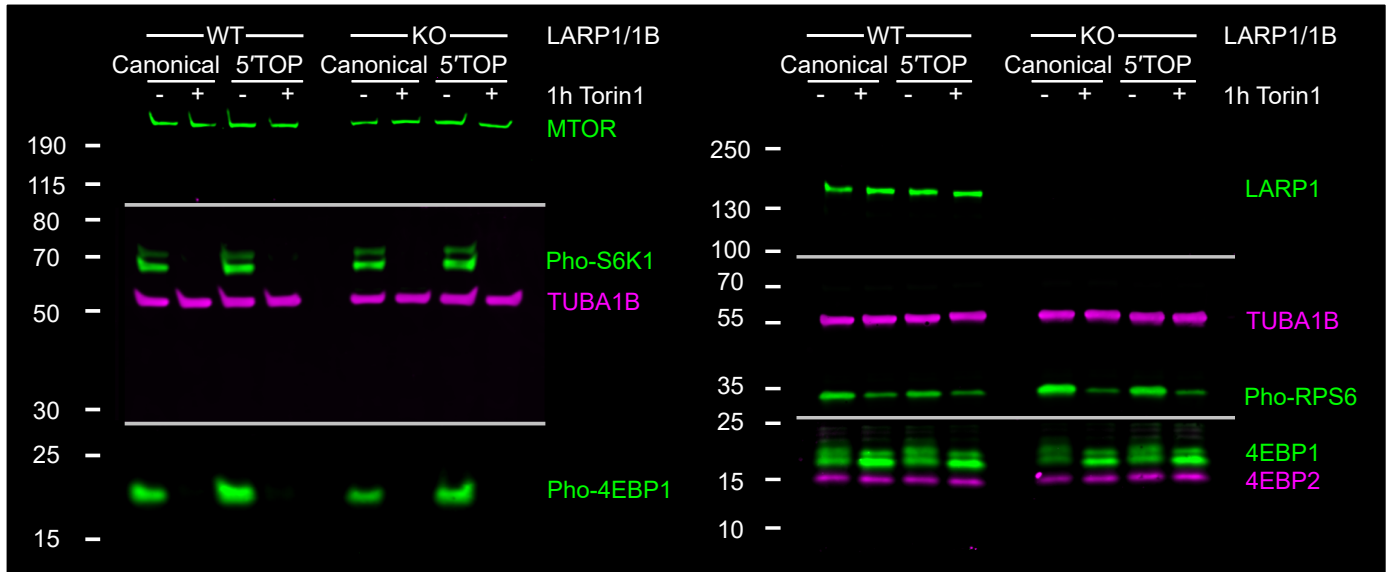 WT KO LARP1/1B
Canonical 5′TOP Canonical 5′TOP
- + - + - + - + 1h Torin1
MTOR
190
115
80
70 Pho-S6K1
TUBA1B
50
30
25
Pho-4EBP1
15
WT KO LARP1/1B
Canonical 5′TOP Canonical 5′TOP
- + - + - + - + 1h Torin1
250
LARP1
130
100
70
55 TUBA1B
35 Pho-RPS6
25
4EBP1
15 4EBP2
10